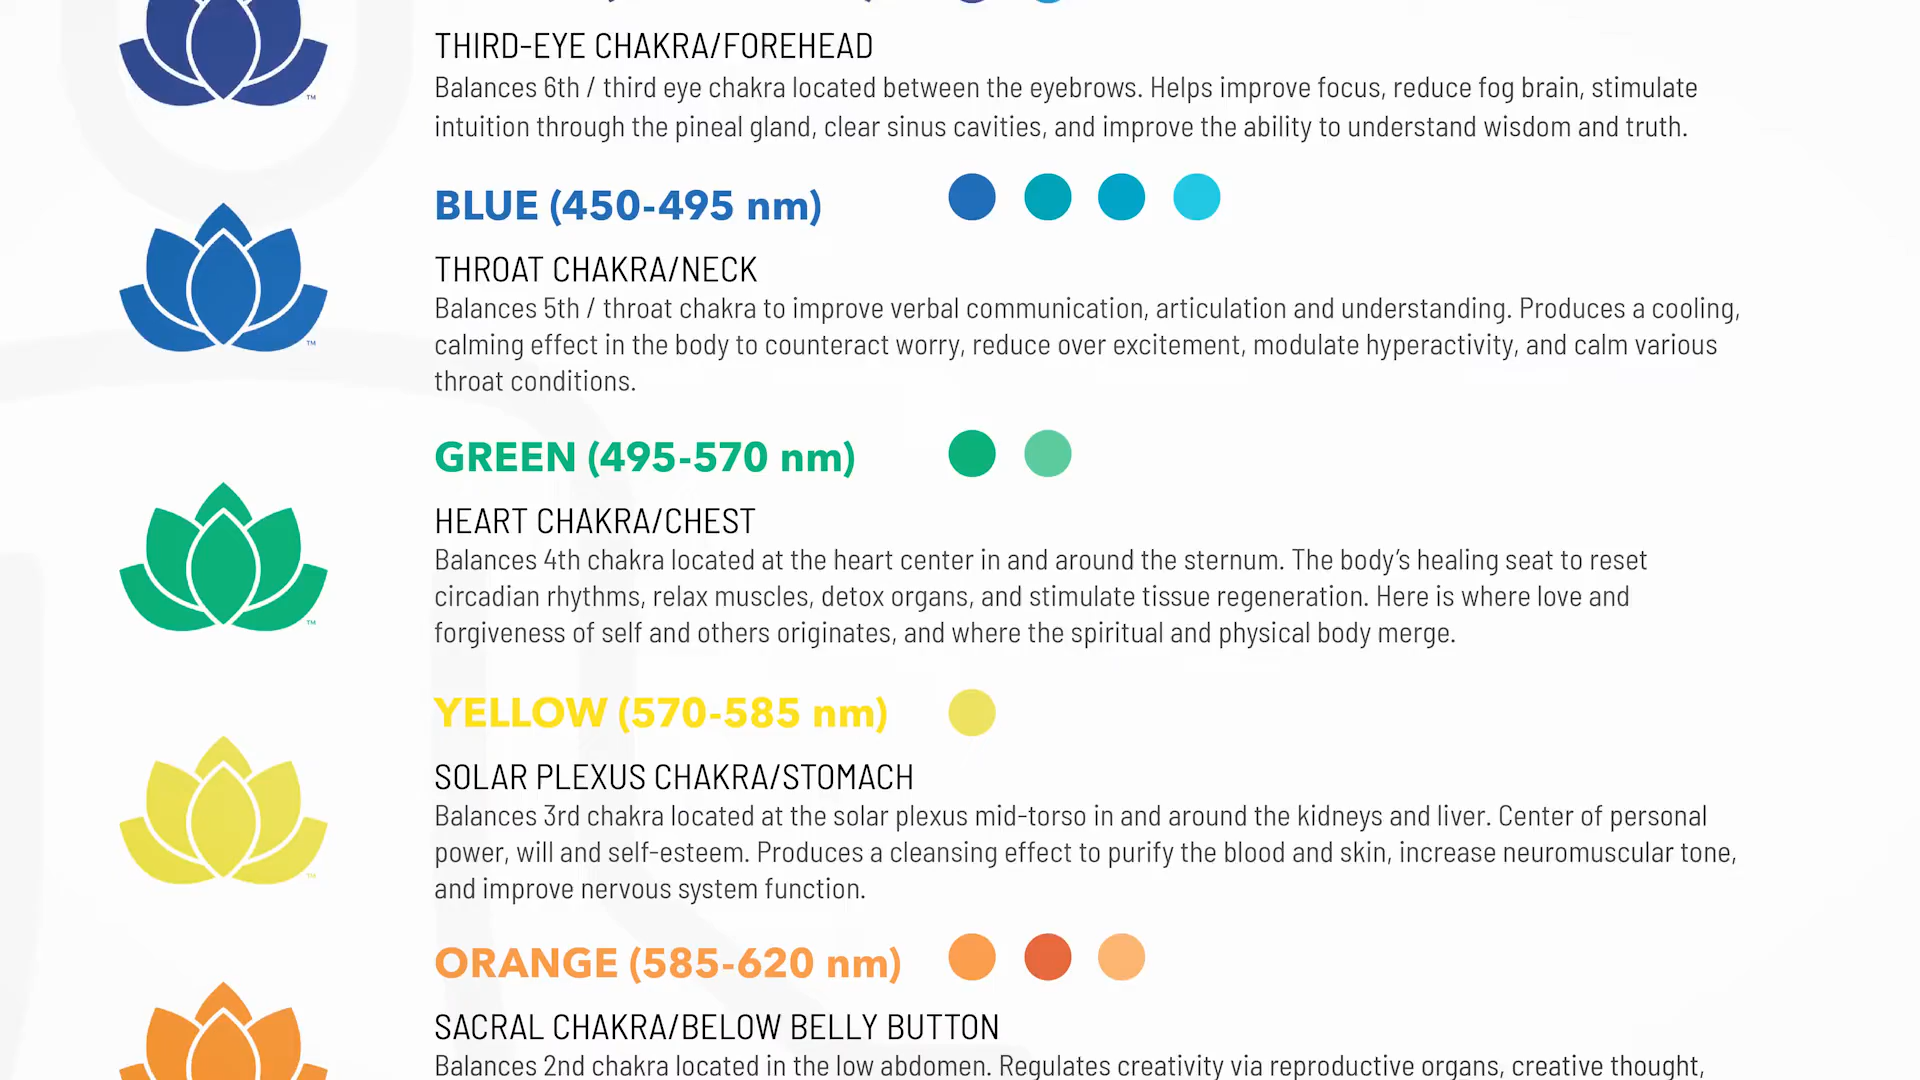 THIRD-EYE CHAKRA/FOREHEAD
Balances 6th / third eye chakra located between the eyebrows. Helps improve focus, reduce fog brain, stimulate
intuition through the pineal gland, clear sinus cavities, and improve the ability to understand wisdom and truth.
TM
BLUE (450-495 nm)
THROAT CHAKRA/NECK
Balances 5th / throat chakra to improve verbal communication, articulation and understanding. Produces a cooling,
calming effect in the body to counteract worry, reduce over excitement, modulate hyperactivity, and calm various
throat conditions.
TM
GREEN (495-570 nm)
HEART CHAKRA/CHEST
Balances 4th chakra located at the heart center in and around the sternum. The body’s healing seat to reset
circadian rhythms, relax muscles, detox organs, and stimulate tissue regeneration. Here is where love and
forgiveness of self and others originates, and where the spiritual and physical body merge.
TM
YELLOW (570-585 nm)
SOLAR PLEXUS CHAKRA/STOMACH
Balances 3rd chakra located at the solar plexus mid-torso in and around the kidneys and liver. Center of personal
power, will and self-esteem. Produces a cleansing effect to purify the blood and skin, increase neuromuscular tone,
and improve nervous system function.
TM
ORANGE (585-620 nm)
SACRAL CHAKRA/BELOW BELLY BUTTON
Balances 2nd chakra located in the low abdomen. Regulates creativity via reproductive organs, creative thought,